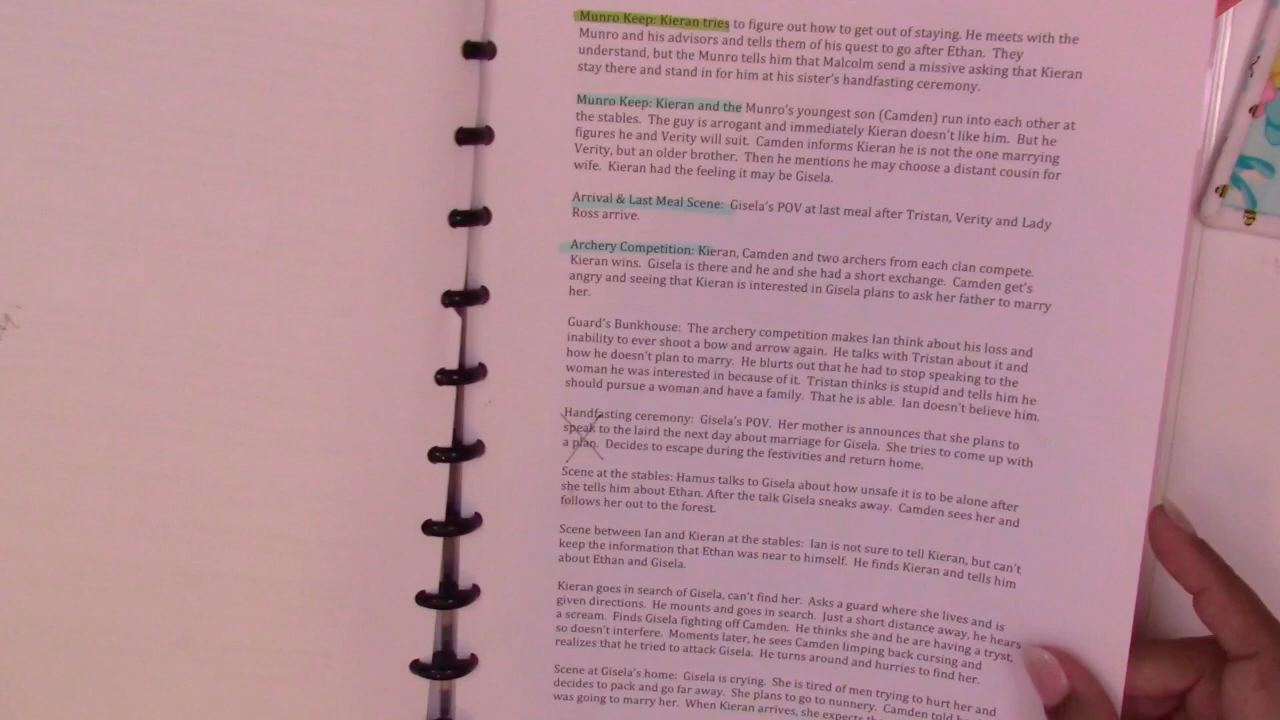 Munro Keep: Kieran tries to figure out how to get out of staying. He meets with the
Munro and his advisors and tells them of his quest to go after Ethan. They
understand, but the Munro tells him that Malcolm send a missive asking that Kieran
stay there and stand in for him at his sister's handfasting ceremony.
Munro Keep: Kieran and the Munro's youngest son (Camden) run into each other at
the stables. The guy is arrogant and immediately Kieran doesn't like him. But he
figures he and Verity will suit. Camden informs Kieran he is not the one marrying
Verity, but an older brother. Then he mentions he may choose a distant cousin for
wife. Kieran had the feeling it may be Gisela.
Arrival & Last Meal Scene: Gisela's POV at last meal after Tristan, Verity and Lady
Ross arrive.
Archery Competition: Kieran, Camden and two archers from each clan compete.
Kieran wins. Gisela is there and he and she had a short exchange. Camden get's
angry and seeing that Kieran is interested in Gisela plans to ask her father to marry
her.
Guard's Bunkhouse: The archery competition makes Ian think about his loss and
inability to ever shoot a bow and arrow again. He talks with Tristan about it and
how he doesn't plan to marry. He blurts out that he had to stop speaking to the
woman he was interested in because of it. Tristan thinks is stupid and tells him he
should pursue a woman and have a family. That he is able. Ian doesn't believe him.
Handfasting ceremony: Gisela's POV. Her mother is announces that she plans to
speak to the laird the next day about marriage for Gisela. She tries to come up with
a plan. Decides to escape during the festivities and return home.
Scene at the stables: Hamus talks to Gisela about how unsafe it is to be alone after
she tells him about Ethan. After the talk Gisela sneaks away. Camden sees her and
follows her out to the forest.
Scene between Ian and Kieran at the stables: Ian is not sure to tell Kieran, but can't
keep the information that Ethan was near to himself. He finds Kieran and tells him
about Ethan and Gisela.
Kieran goes in search of Gisela, can't find her. Asks a guard where she lives and is
given directions. He mounts and goes in search. Just a short distance away, he hears
a scream. Finds Gisela fighting off Camden. He thinks she and he are having a tryst,
so doesn't interfere. Moments later, he sees Camden limping back cursing and
realizes that he tried to attack Gisela. He turns around and hurries to find her.
Scene at Gisela's home: Gisela is crying. She is tired of men trying to hurt her and
decides to pack and go far away. She plans to go to nunnery. Camden told
was going to marry her. When Kieran arrives, she expects